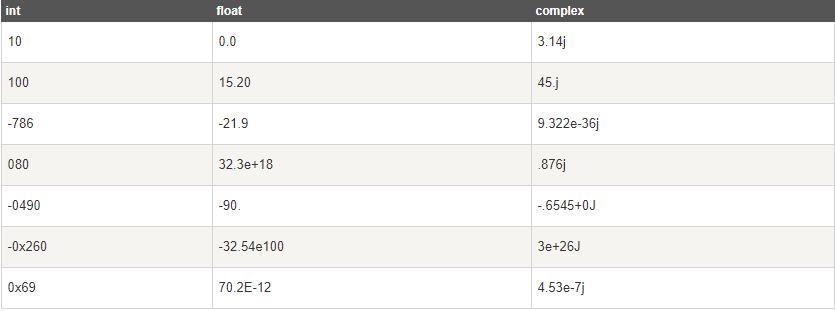 int float complex
10 0.0 3.14j
100 15.20 45.j
-786 -21.9 9.322e-36j
080 32.3e+18 .876j
-0490 -90. -.6545+0J
-0x260 -32.54e100 3e+26J
0x69 70.2E-12 4.53e-7j